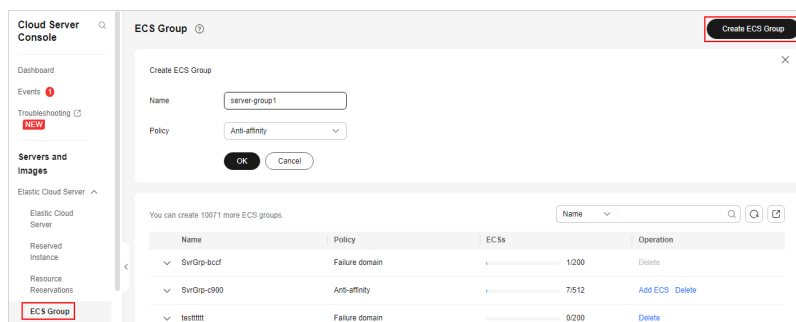 Cloud Server
Console
Dashboard
Events 1
Troubleshooting
NEW
Servers and
Images
Elastic Cloud Server
Elastic Cloud
Server
Reserved
Instance
Resource
Reservations
ECS Group
ECS Group
Create ECS Group
Create ECS Group
Name server-group1
Policy Anti-affinity
OK Cancel
You can create 10071 more ECS groups.
Name
Name Policy ECSs Operation
SvrGrp-bccf Failure domain 1/200 Delete
SvrGrp-c900 Anti-affinity 7/512 Add ECS Delete
testttttt Failure domain 0/200 Delete